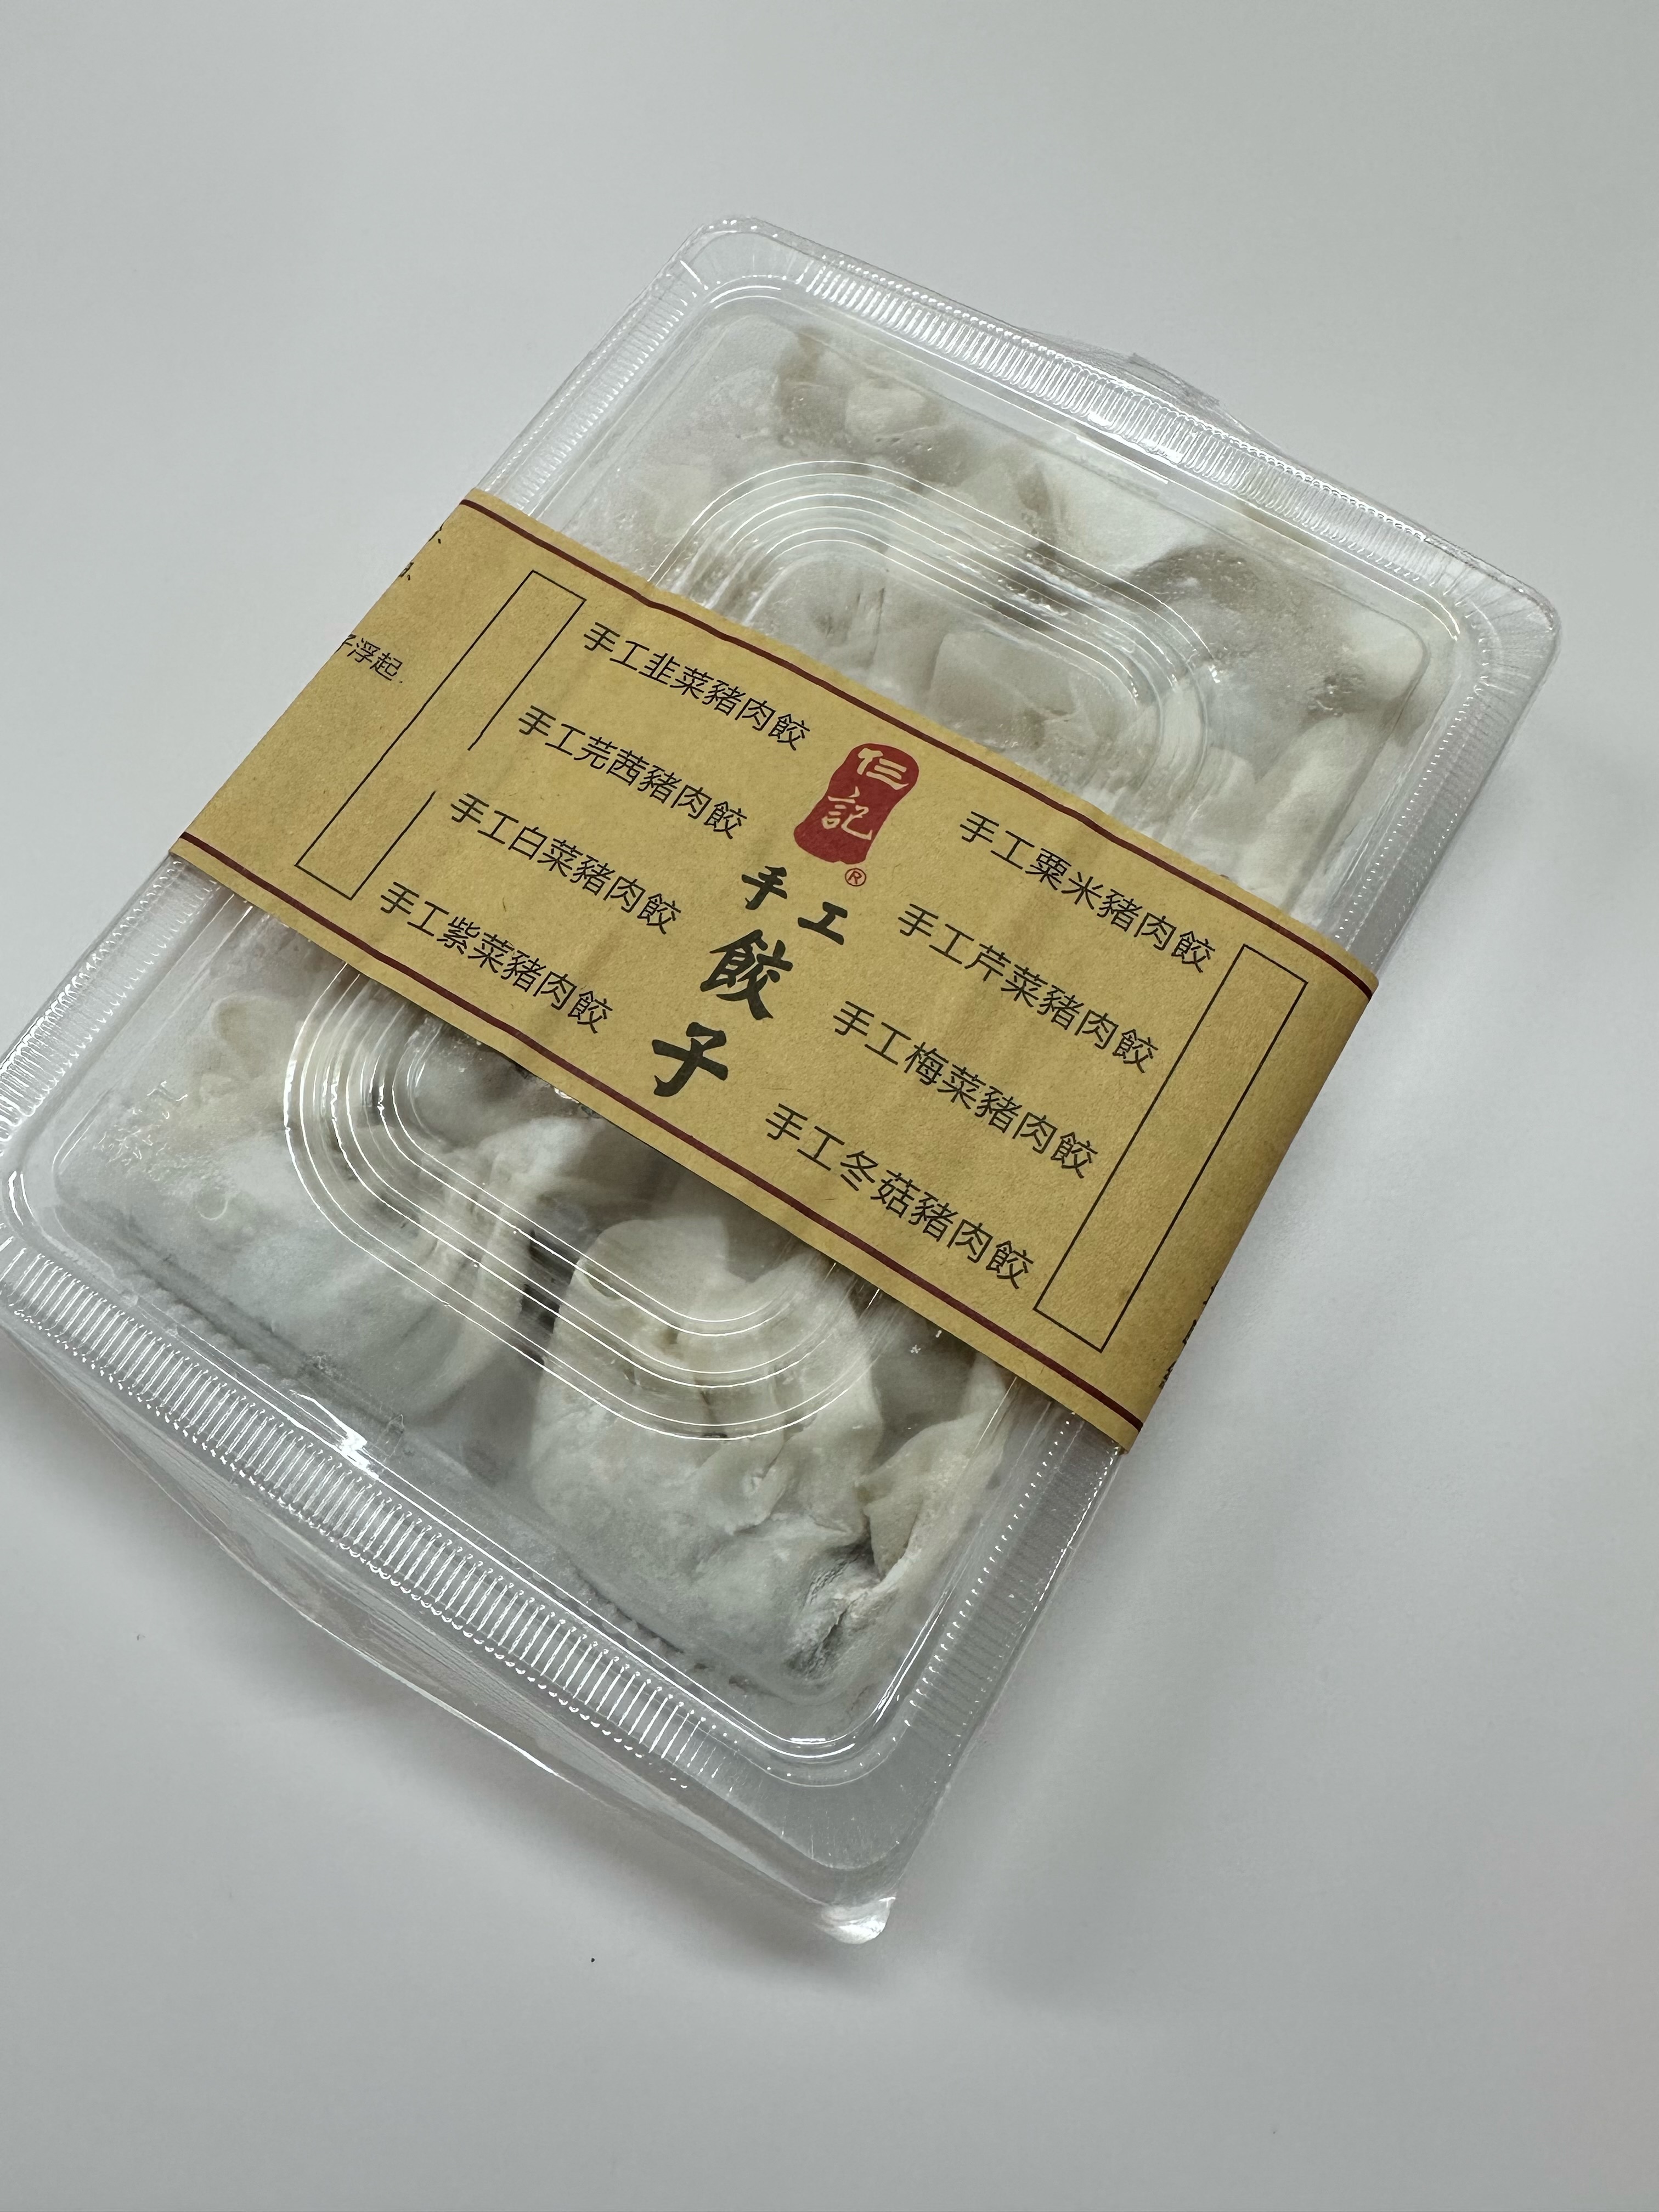 浮起.
手工韭菜豬肉餃
手工芫茜豬肉餃
手工白菜豬肉餃
手工紫菜豬肉餃
仨記
®
手工
餃
子
手工粟米豬肉餃
手工芹菜豬肉餃
手工梅菜豬肉餃
手工冬菇豬肉餃